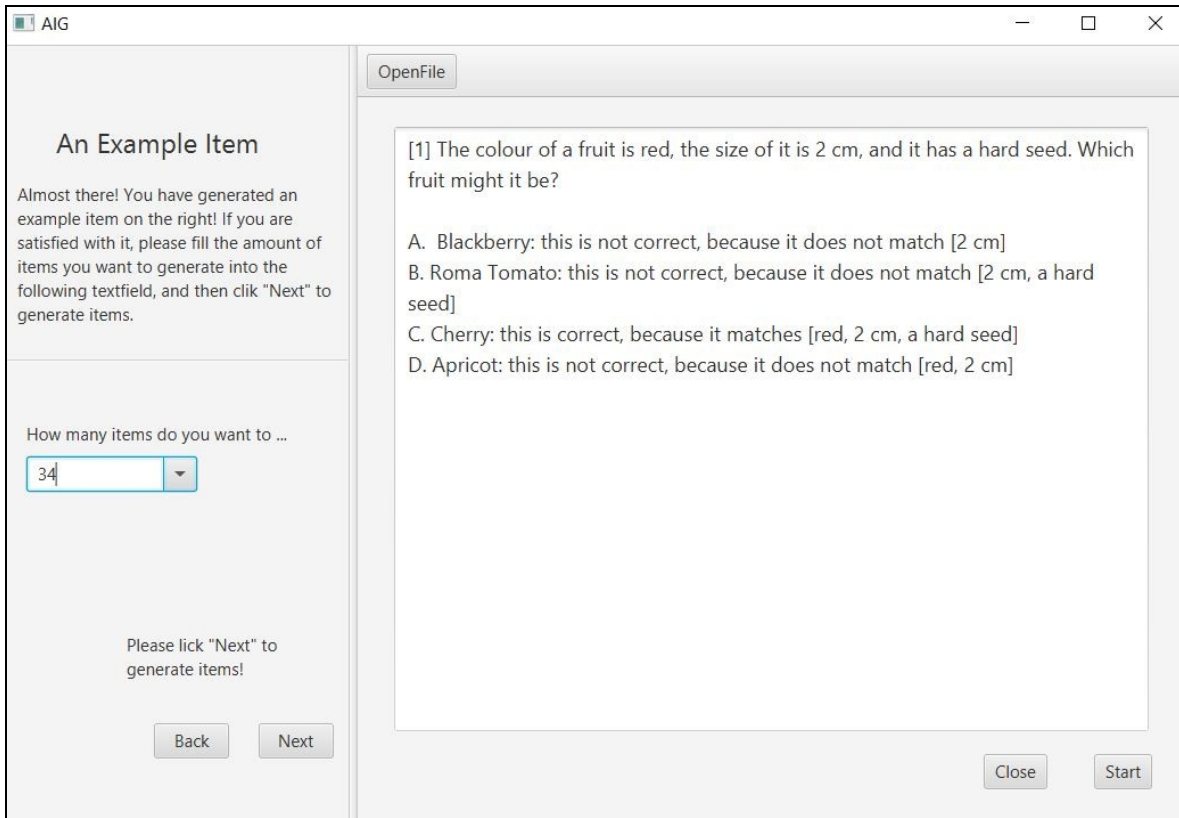 AIG
OpenFile
An Example Item
Almost there! You have generated an
example item on the right! If you are
satisfied with it, please fill the amount of
items you want to generate into the
following textfield, and then clik "Next" to
generate items.
How many items do you want to ...
34
Please lick "Next" to
generate items!
Back
Next
[1] The colour of a fruit is red, the size of it is 2 cm, and it has a hard seed. Which
fruit might it be?
A.  Blackberry: this is not correct, because it does not match [2 cm]
B. Roma Tomato: this is not correct, because it does not match [2 cm, a hard
seed]
C. Cherry: this is correct, because it matches [red, 2 cm, a hard seed]
D. Apricot: this is not correct, because it does not match [red, 2 cm]
Close
Start